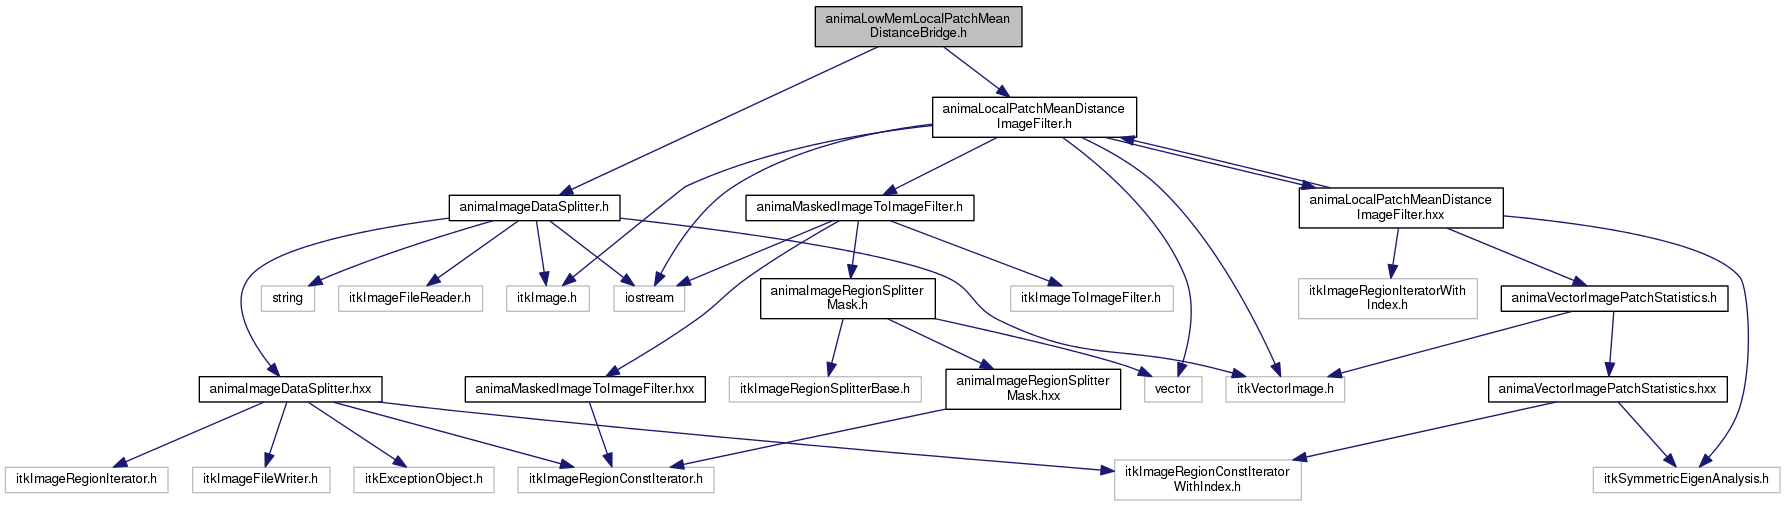 animaLowMemLocalPatchMean
DistanceBridge.h
animaLocalPatchMeanDistance
ImageFilter.h
animaImageDataSplitter.h
animaMaskedImageToImageFilter.h
animaLocalPatchMeanDistance
ImageFilter.hxx
string
itkImageFileReader.h
itkImage.h
iostream
animaImageRegionSplitter
Mask.h
itkImageToImageFilter.h
itkImageRegionIteratorWith
Index.h
animaVectorImagePatchStatistics.h
animaImageDataSplitter.hxx
animaMaskedImageToImageFilter.hxx
itkImageRegionSplitterBase.h
animaImageRegionSplitter
Mask.hxx
vector
itkVectorImage.h
animaVectorImagePatchStatistics.hxx
itkImageRegionIterator.h
itkImageFileWriter.h
itkExceptionObject.h
itkImageRegionConstIterator.h
itkImageRegionConstIterator
WithIndex.h
itkSymmetricEigenAnalysis.h